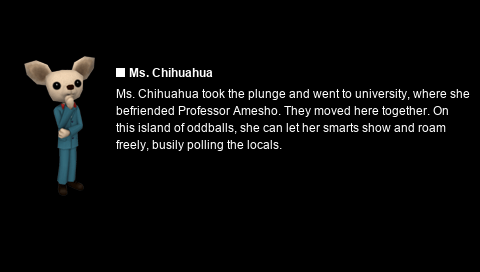 Ms. Chihuahua
Ms. Chihuahua took the plunge and went to university, where she
befriended Professor Amesho. They moved here together. On
this island of oddballs, she can let her smarts show and roam
freely, busily polling the locals.